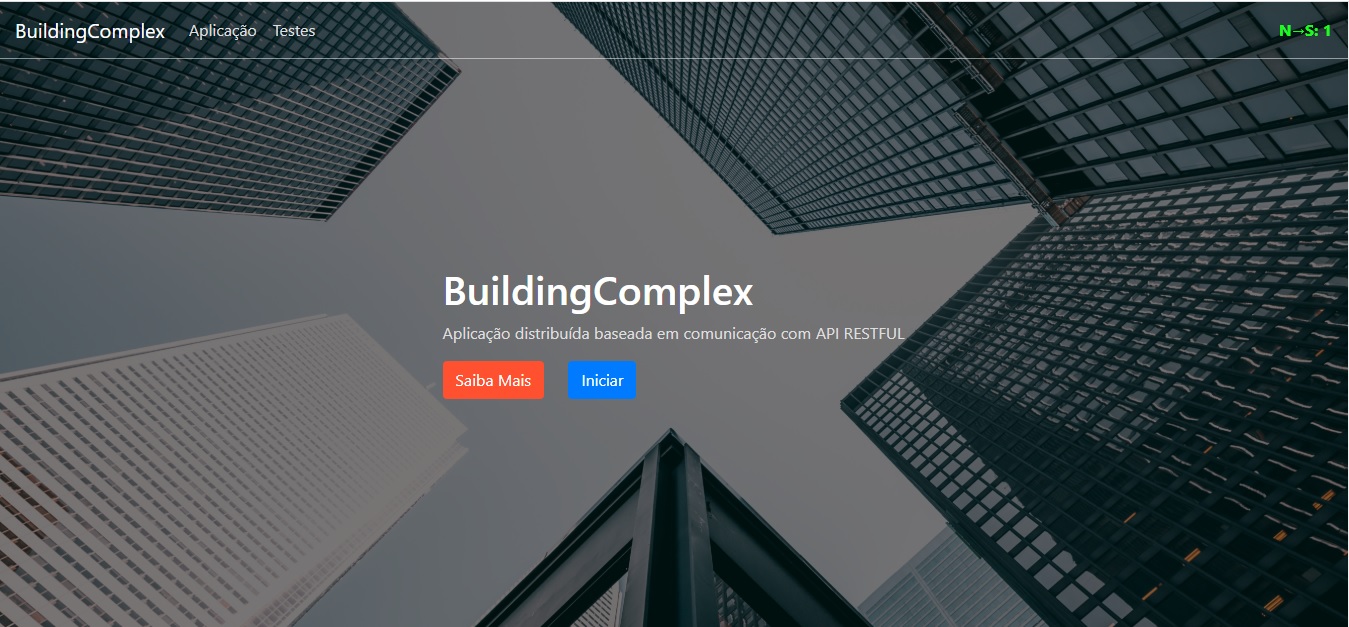 BuildingComplex Aplicação Testes N→S: 1
BuildingComplex
Aplicação distribuída baseada em comunicação com API RESTFUL
Saiba Mais Iniciar